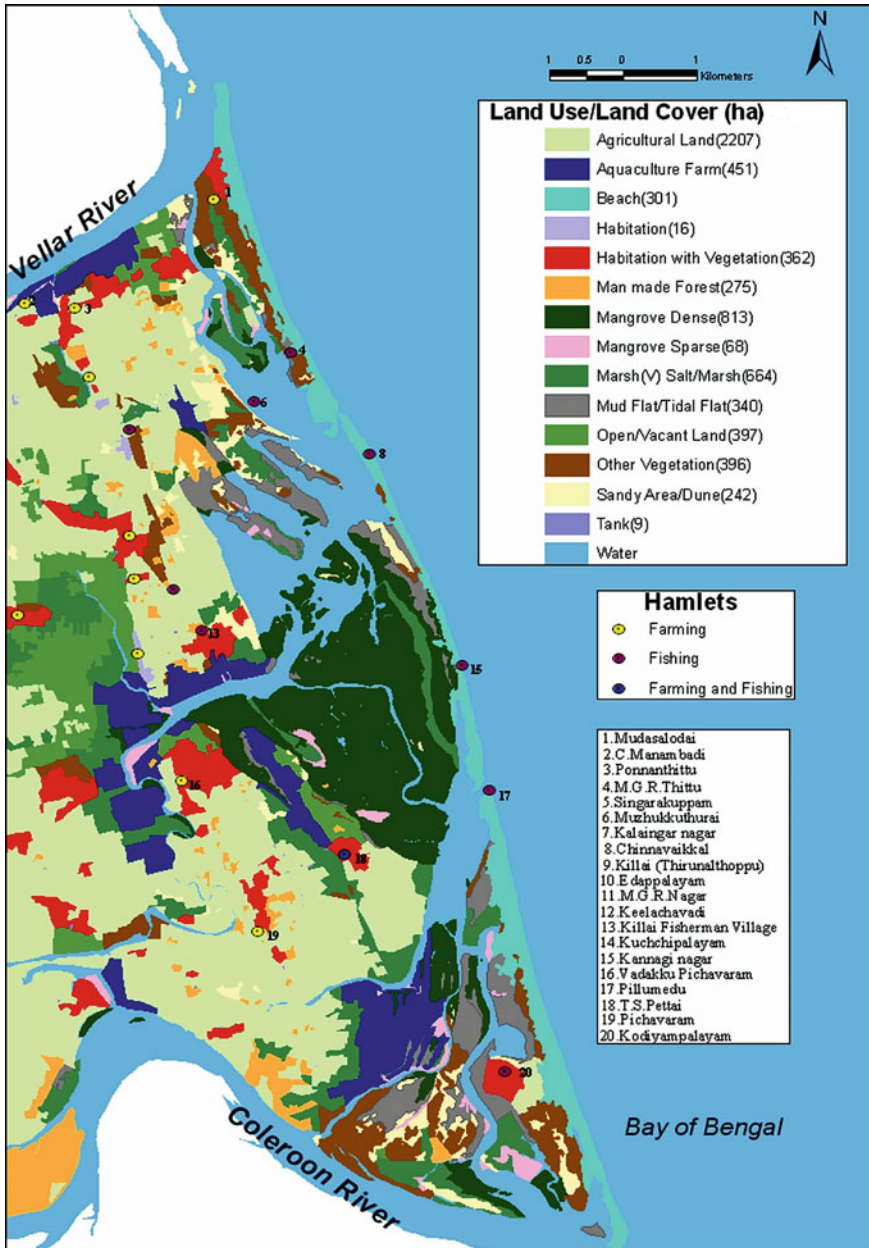 N
1 0.5 0 1
Kilometers
Land Use/Land Cover (ha)
Agricultural Land(2207)
Aquaculture Farm(451)
Beach(301)
Habitation(16)
Habitation with Vegetation(362)
Man made Forest(275)
Mangrove Dense(813)
Mangrove Sparse(68)
Marsh(V) Salt/Marsh(664)
Mud Flat/Tidal Flat(340)
Open/Vacant Land(397)
Other Vegetation(396)
Sandy Area/Dune(242)
Tank(9)
Water
Vellar River
1
2
3
4
6
8
13
15
16
17
18
19
20
Hamlets
Farming
Fishing
Farming and Fishing
1.Mudasalodai
2.C.Manambadi
3.Ponnanthittu
4.M.G.R.Thittu
5.Singarakuppam
6.Muzhukkuthurai
7.Kalaingar nagar
8.Chinnavaikkal
9.Killai (Thirunalthoppu)
10.Edappalayam
11.M.G.R.Nagar
12.Keelachavadi
13.Killai Fisherman Village
14.Kuchchipalayam
15.Kannagi nagar
16.Vadakku Pichavaram
17.Pillumedu
18.T.S.Pettai
19.Pichavaram
20.Kodiyampalayam
Coleroon River
Bay of Bengal